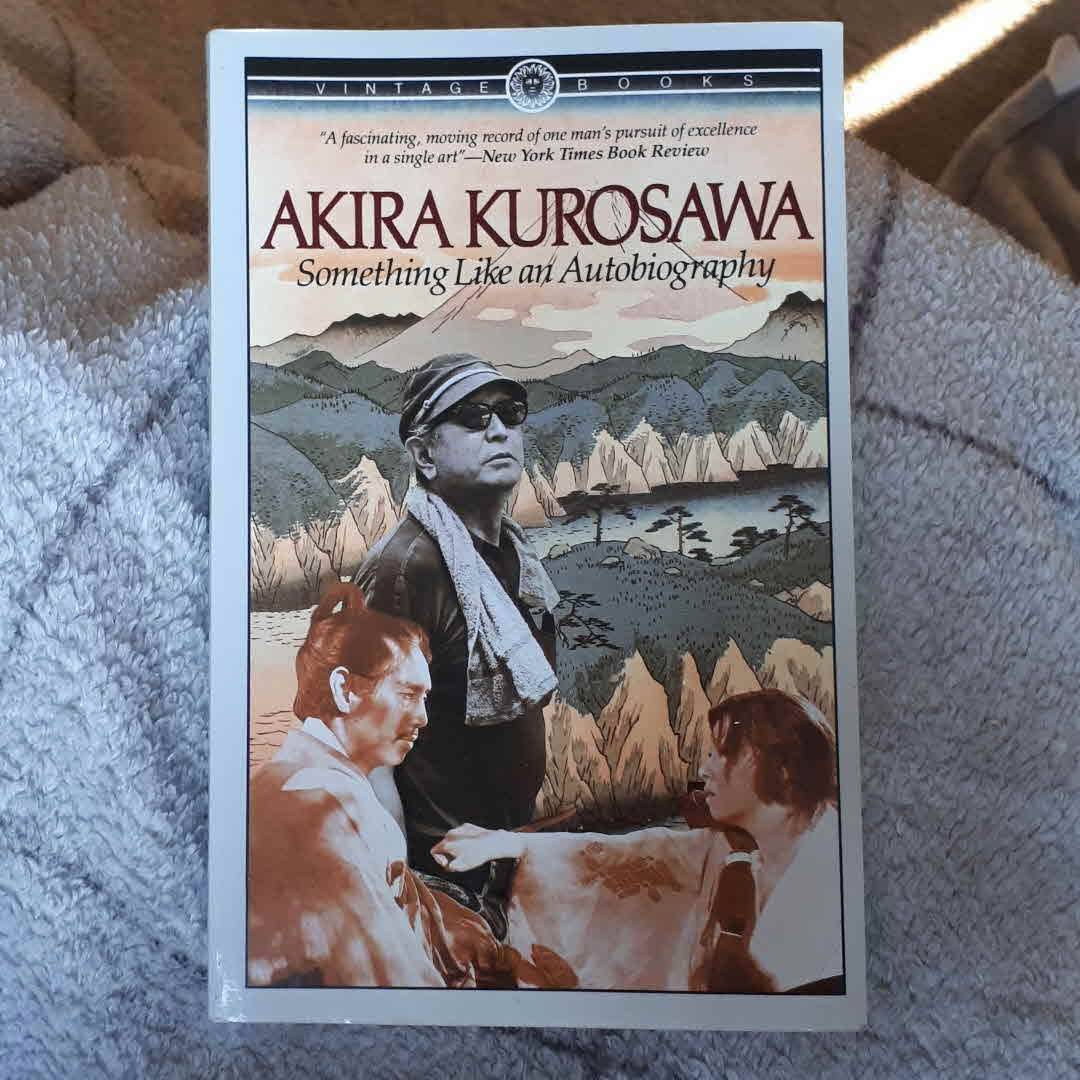 VINTAGE BOOKS
"A fascinating, moving record of one man's pursuit of excellence
in a single art"—New York Times Book Review
AKIRA KUROSAWA
Something Like an Autobiography